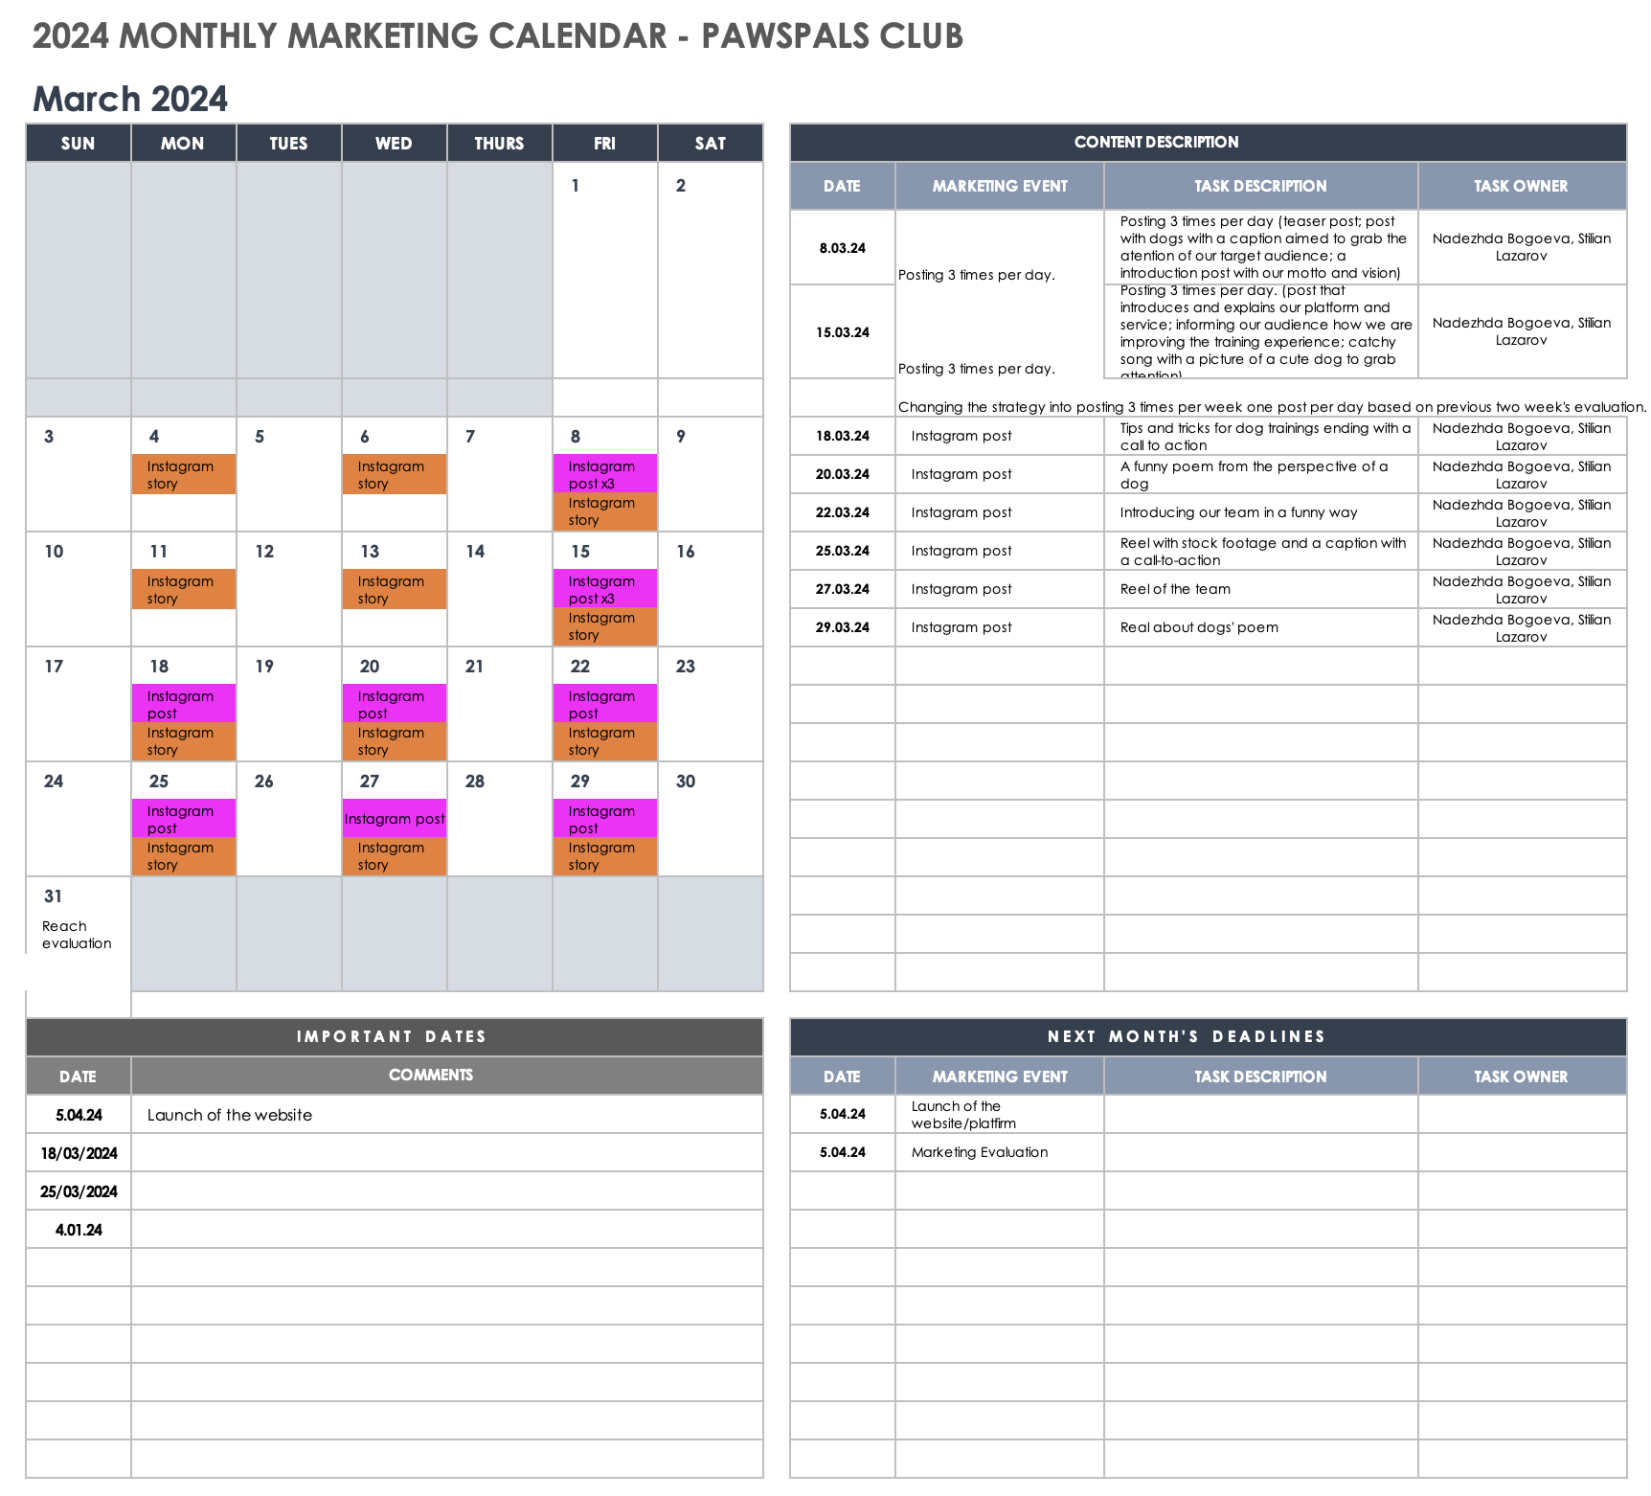 2024 MONTHLY MARKETING CALENDAR - PAWSPALS CLUB
March 2024
SUN MON TUES WED THURS FRI SAT
1 2
3 4 5 6 7 8 9
Instagram story Instagram story Instagram post x3
Instagram story
10 11 12 13 14 15 16
Instagram story Instagram story Instagram post x3
Instagram story
17 18 19 20 21 22 23
Instagram post Instagram post Instagram post
Instagram story Instagram story Instagram story
24 25 26 27 28 29 30
Instagram post Instagram post Instagram post
Instagram story Instagram story Instagram story
31
Reach
evaluation
CONTENT DESCRIPTION
DATE MARKETING EVENT TASK DESCRIPTION TASK OWNER
8.03.24
Posting 3 times per day.
Posting 3 times per day (teaser post; post
with dogs with a caption aimed to grab the
atention of our target audience; a
introduction post with our motto and vision)
Nadezhda Bogoeva, Stilian
Lazarov
15.03.24
Posting 3 times per day.
Posting 3 times per day. (post that
introduces and explains our platform and
service; informing our audience how we are
improving the training experience; catchy
song with a picture of a cute dog to grab
attention)
Nadezhda Bogoeva, Stilian
Lazarov
Changing the strategy into posting 3 times per week one post per day based on previous two week's evaluation.
18.03.24 Instagram post
Tips and tricks for dog trainings ending with a
call to action
Nadezhda Bogoeva, Stilian
Lazarov
20.03.24 Instagram post
A funny poem from the perspective of a
dog
Nadezhda Bogoeva, Stilian
Lazarov
22.03.24 Instagram post Introducing our team in a funny way
Nadezhda Bogoeva, Stilian
Lazarov
25.03.24 Instagram post
Reel with stock footage and a caption with
a call-to-action
Nadezhda Bogoeva, Stilian
Lazarov
27.03.24 Instagram post Reel of the team
Nadezhda Bogoeva, Stilian
Lazarov
29.03.24 Instagram post Real about dogs' poem
Nadezhda Bogoeva, Stilian
Lazarov
IMPORTANT DATES
DATE COMMENTS
5.04.24 Launch of the website
18/03/2024
25/03/2024
4.01.24
NEXT MONTH'S DEADLINES
DATE MARKETING EVENT TASK DESCRIPTION TASK OWNER
5.04.24
Launch of the
website/platfirm
5.04.24 Marketing Evaluation